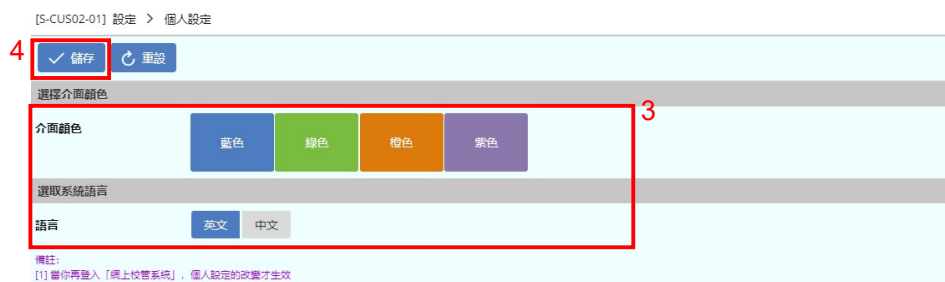 [S-CUS02-01] 設定 > 個人設定
4 儲存 重設
選擇介面顏色
3
介面顏色 藍色 綠色 橙色 紫色
選取系統語言
語言 英文 中文
備註:
[1] 當你再登入「網上校管系統」, 個人設定的改變才生效